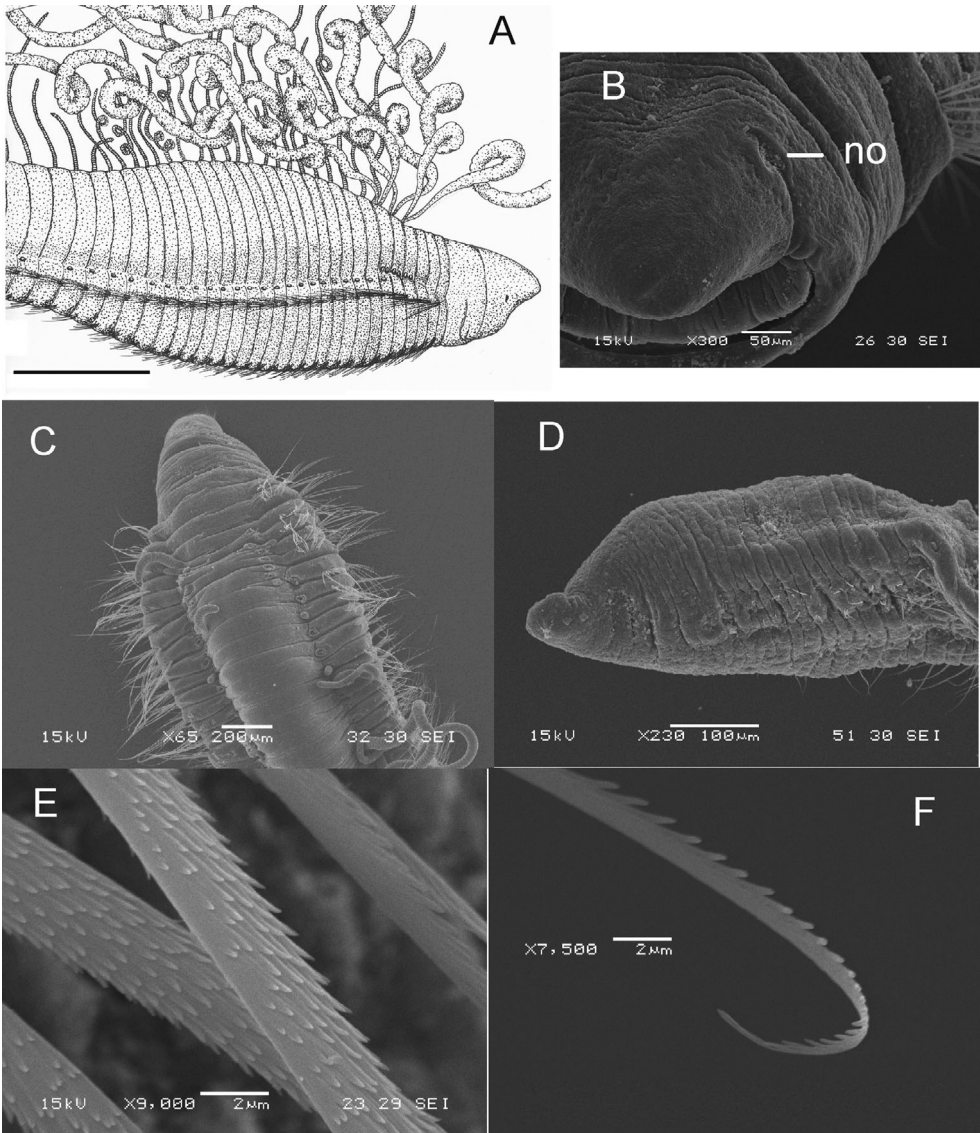 A
B
no
15kV X300 50µm 26 30 SEI
C
15kV X65 200µm 32 30 SEI
D
15kV X230 100µm 51 30 SEI
E
15kV X9,000 2µm 23 29 SEI
F
X7,500 2µm